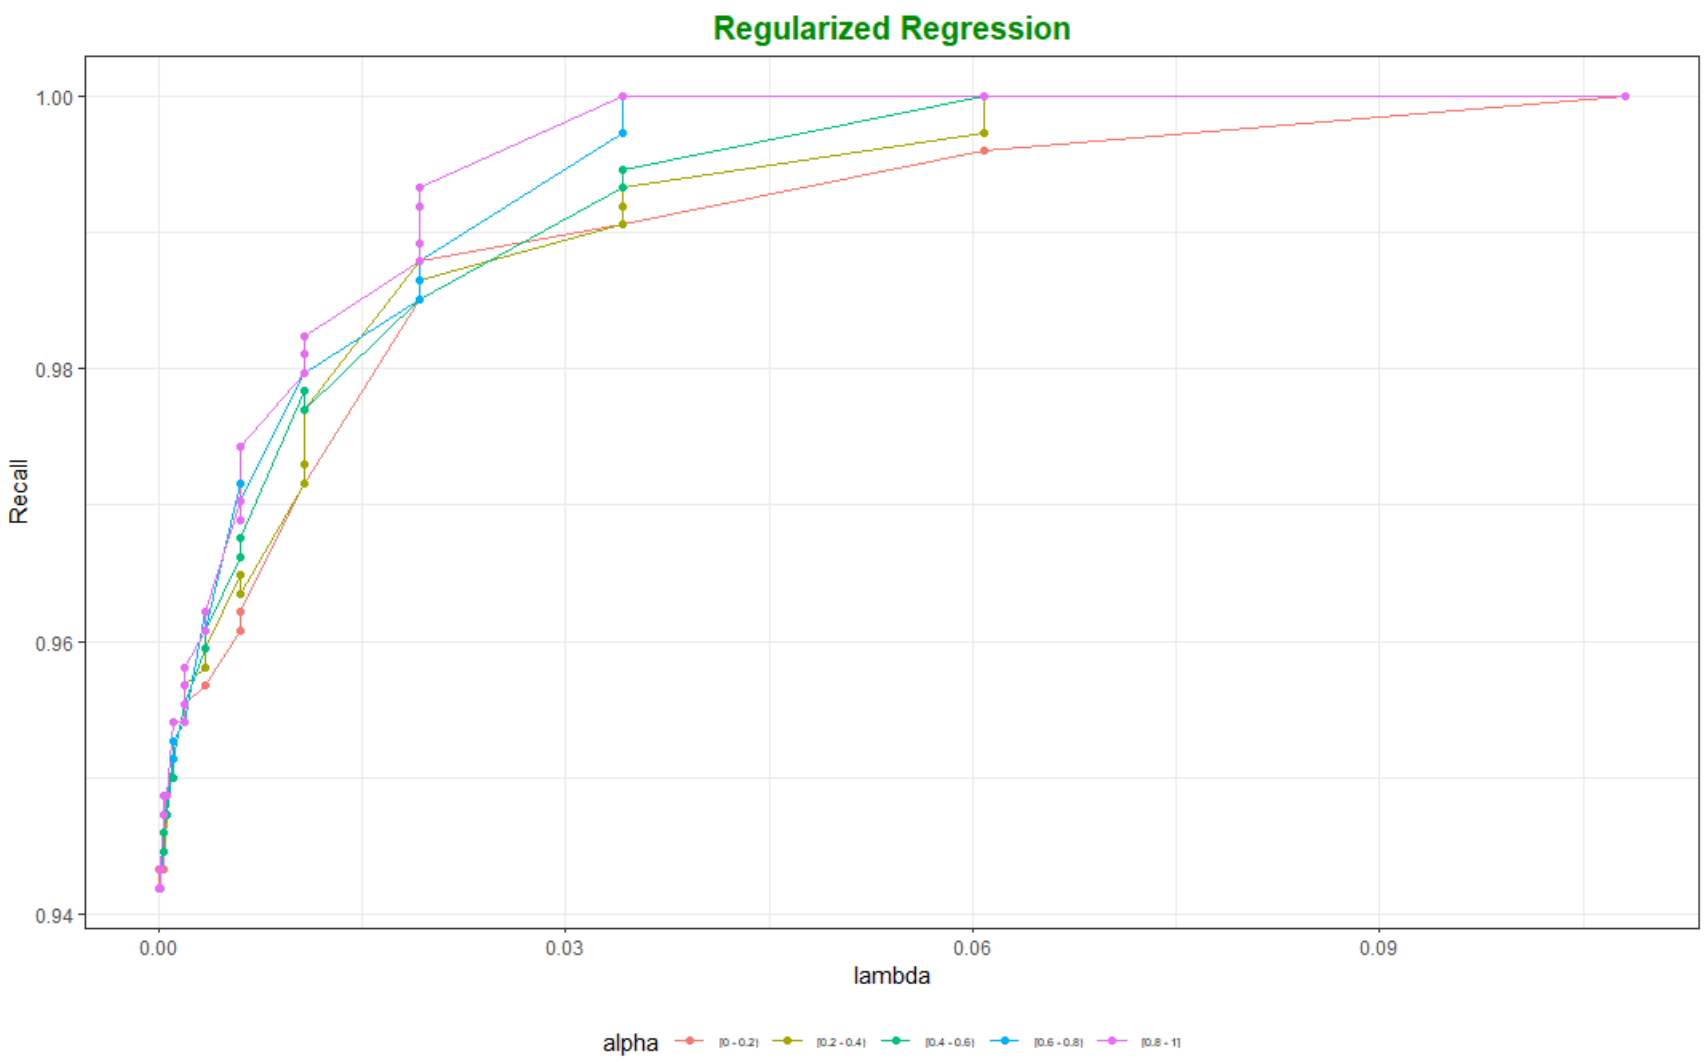 Regularized Regression
1.00
0.98
0.96
0.94
Recall
0.00 0.03 0.06 0.09
lambda
alpha [0 - 0.2) [0.2 - 0.4) [0.4 - 0.6) [0.6 - 0.8) [0.8 - 1]